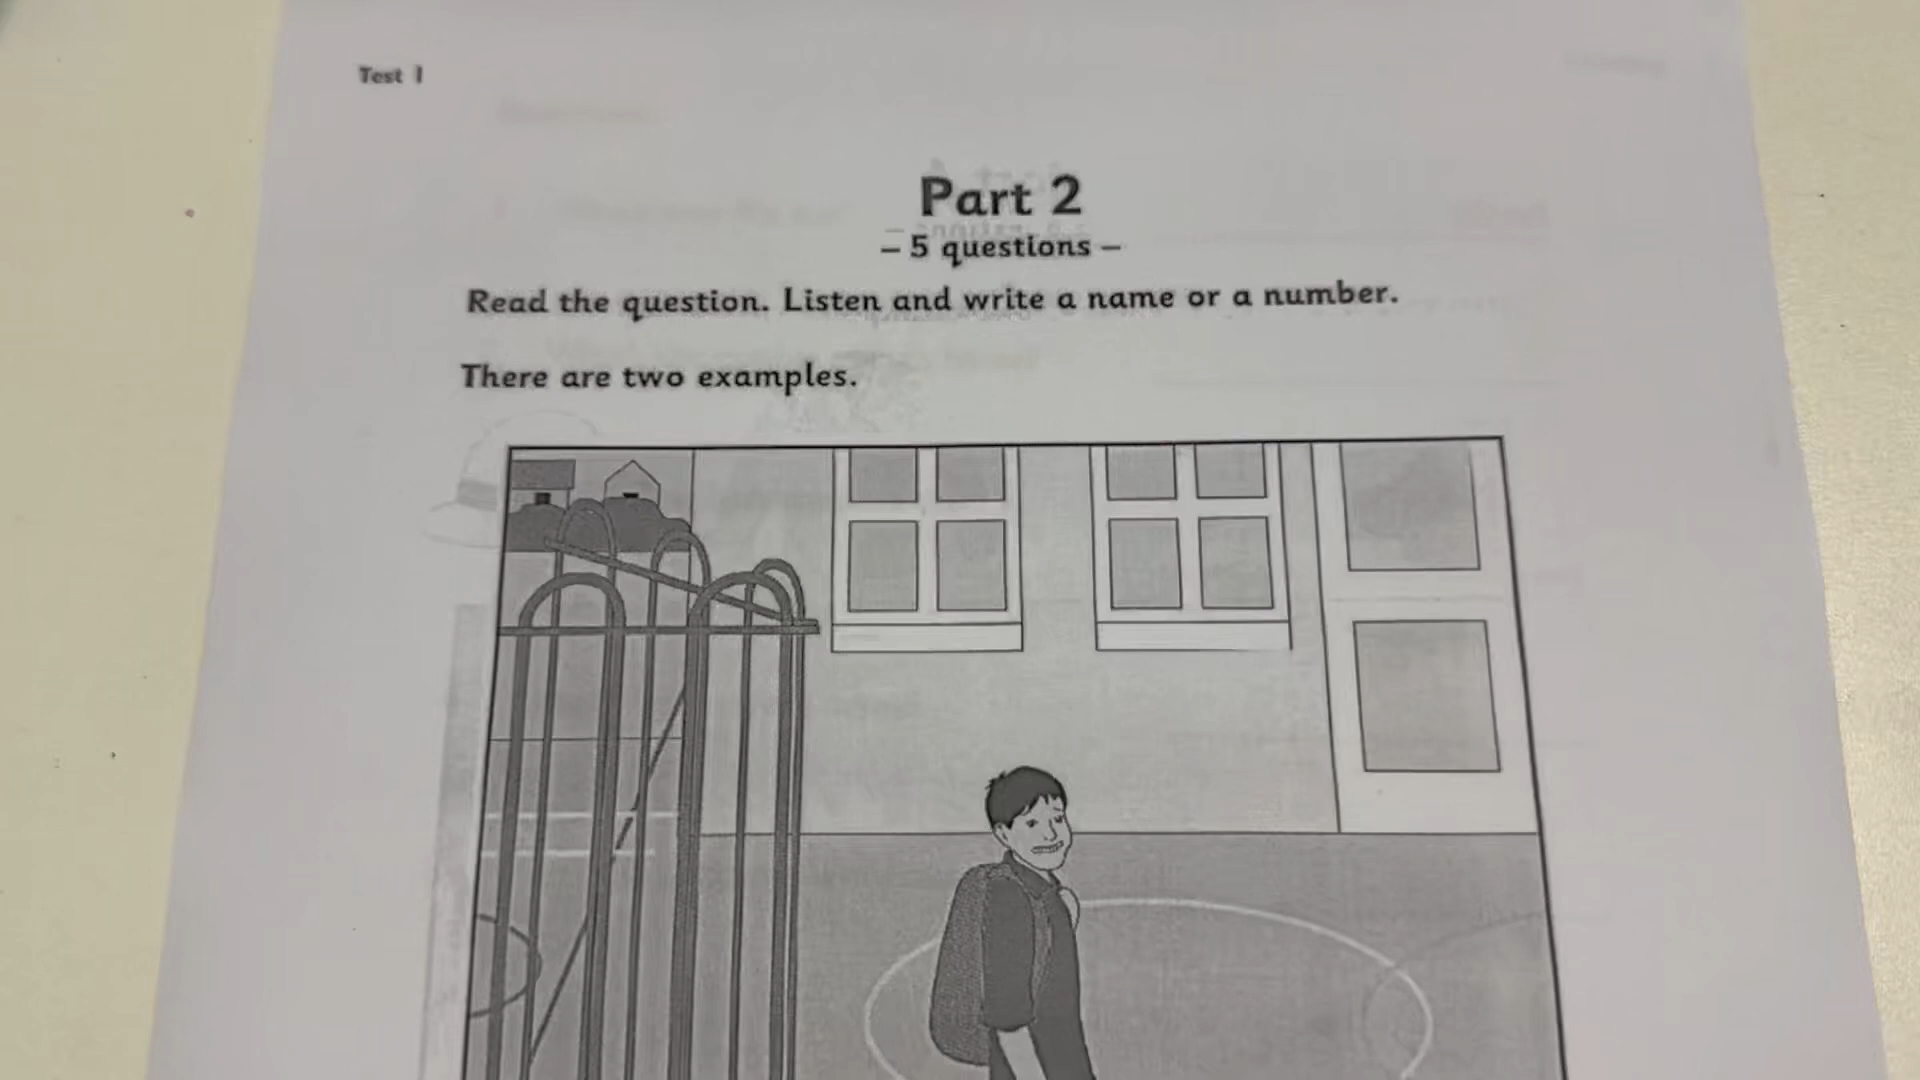 Test 1
Part 2
– 5 questions –
Read the question. Listen and write a name or a number.
There are two examples.